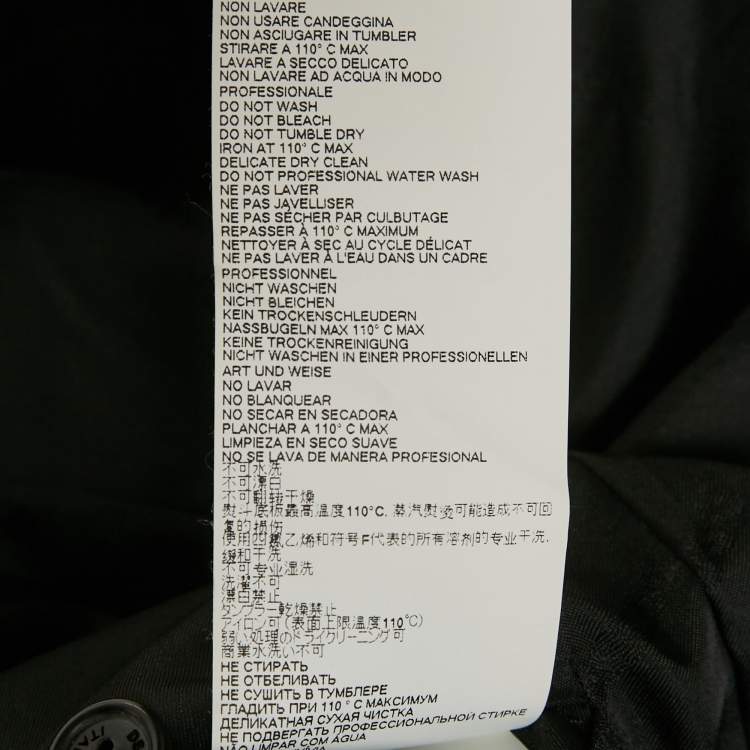 NON LAVARE
NON USARE CANDEGGINA
NON ASCIUGARE IN TUMBLER
STIRARE A 110° C MAX
LAVARE A SECCO DELICATO
NON LAVARE AD ACQUA IN MODO
PROFESSIONALE
DO NOT WASH
DO NOT BLEACH
DO NOT TUMBLE DRY
IRON AT 110° C MAX
DELICATE DRY CLEAN
DO NOT PROFESSIONAL WATER WASH
NE PAS LAVER
NE PAS JAVELLISER
NE PAS SÉCHER PAR CULBUTAGE
REPASSER À 110° C MAXIMUM
NETTOYER À SEC AU CYCLE DÉLICAT
NE PAS LAVER À L'EAU DANS UN CADRE
PROFESSIONNEL
NICHT WASCHEN
NICHT BLEICHEN
KEIN TROCKENSCHLEUDERN
NASSBUGELN MAX 110° C MAX
KEINE TROCKENREINIGUNG
NICHT WASCHEN IN EINER PROFESSIONELLEN
ART UND WEISE
NO LAVAR
NO BLANQUEAR
NO SECAR EN SECADORA
PLANCHAR A 110° C MAX
LIMPIEZA EN SECO SUAVE
NO SE LAVA DE MANERA PROFESIONAL
不可水洗
不可漂白
不可翻转干燥
熨斗底板最高温度110°C. 蒸汽熨烫可能造成不可回
复的损伤
使用四氯乙烯和符号F代表的所有溶剂的专业干洗.
缓和干洗
不可专业湿洗
洗濯不可
漂白禁止
タンブラー乾燥禁止
アイロン可(表面上限温度110℃)
弱い処理のドライクリーニング可
商業水洗い不可
НЕ СТИРАТЬ
НЕ ОТБЕЛИВАТЬ
НЕ СУШИТЬ В ТУМБЛЕРЕ
ГЛАДИТЬ ПРИ 110 ° С МАКСИМУМ
ДЕЛИКАТНАЯ СУХАЯ ЧИСТКА
НЕ ПОДВЕРГАТЬ ПРОФЕССИОНАЛЬНОЙ СТИРКЕ
NÃO LIMPAR COM ÁGUA